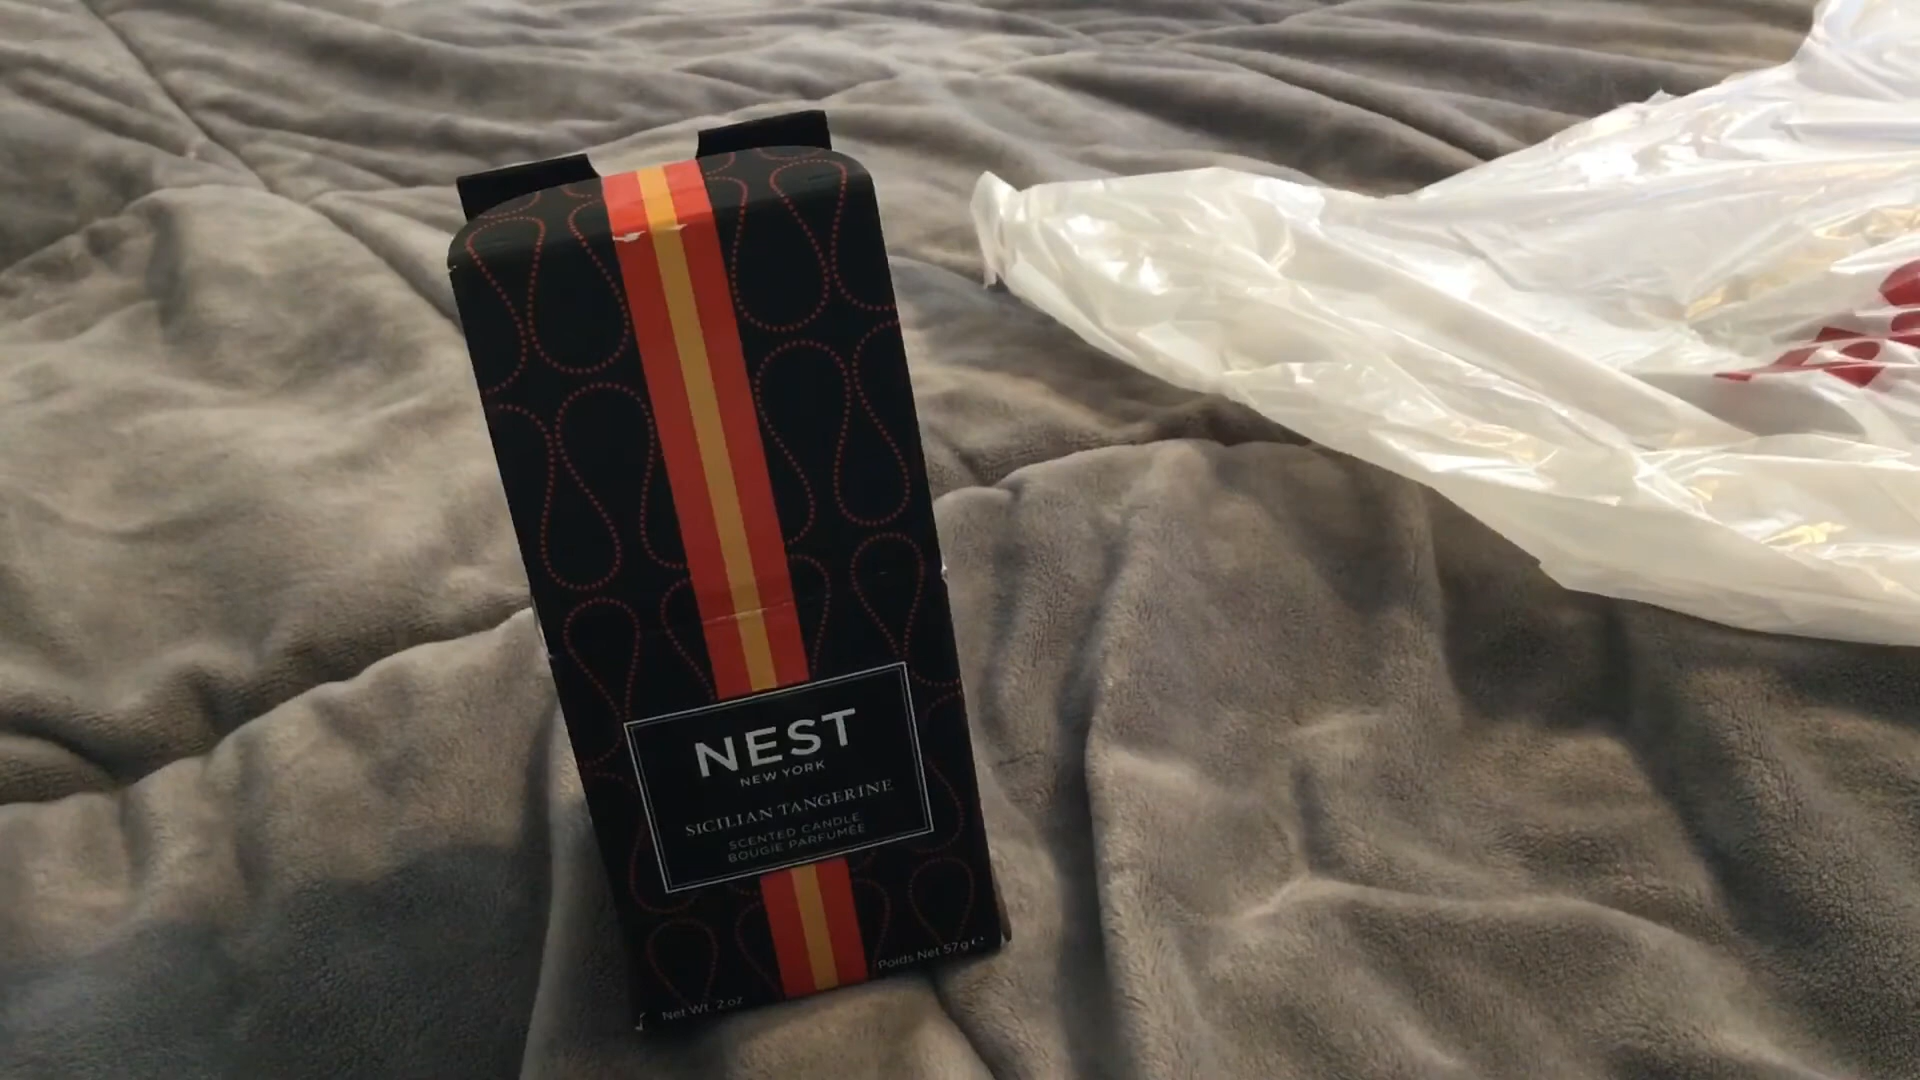 NEST
NEW YORK
SICILIAN TANGERINE
SCENTED CANDLE
BOUGIE PARFUMÉE
Net Wt. 2 oz
Poids Net 57g e